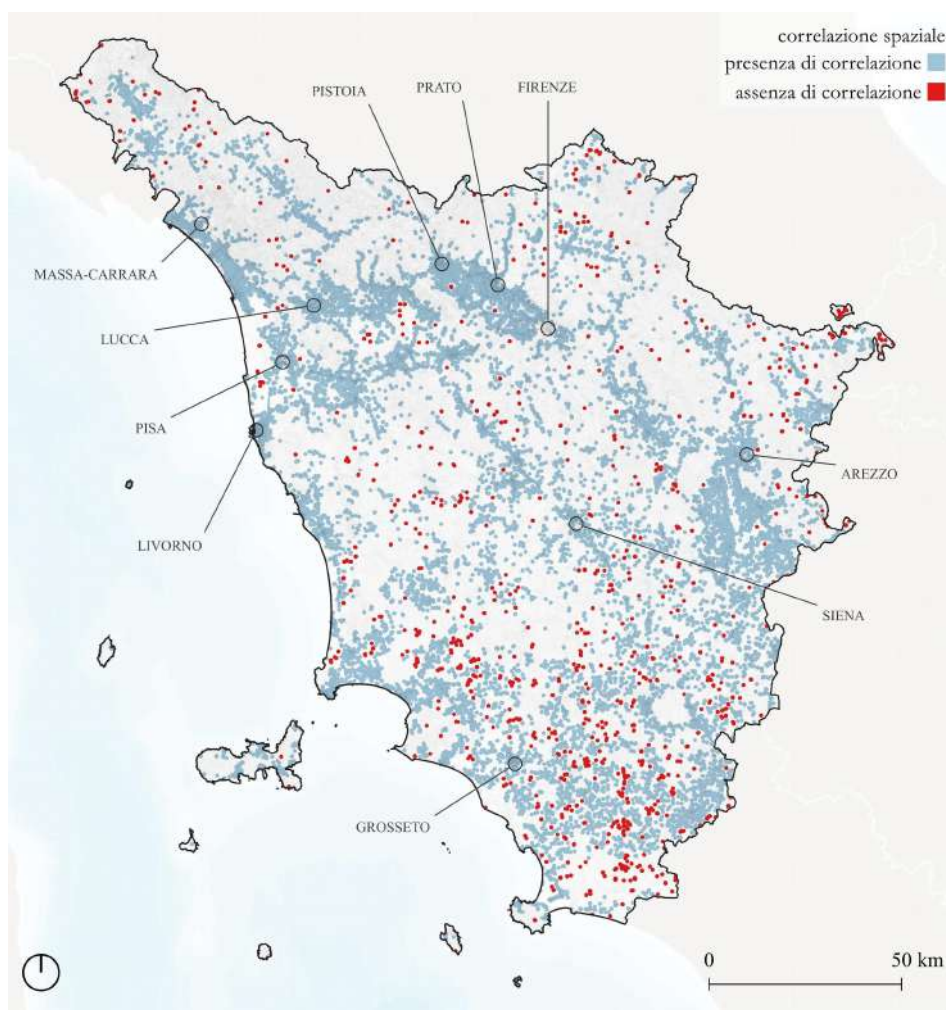 correlazione spaziale
presenza di correlazione
assenza di correlazione
PISTOIA
PRATO
FIRENZE
MASSA-CARRARA
LUCCA
PISA
AREZZO
LIVORNO
SIENA
GROSSETO
0 50 km